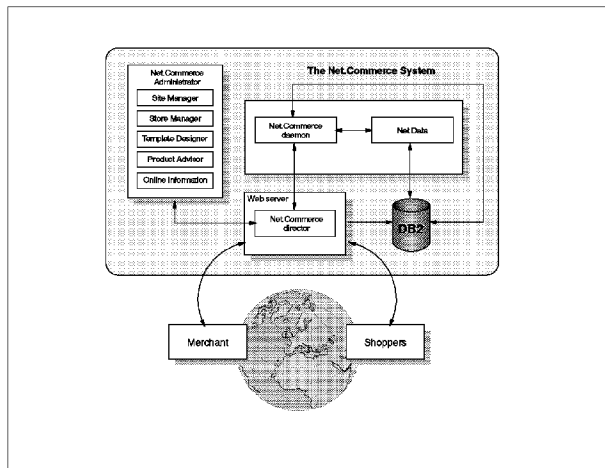 The Net.Commerce System
Net.Commerce
Administrator
Site Manager
Store Manager
Template Designer
Product Advisor
Online Information
Net.Commerce
daemon
Net.Data
Web server
Net.Commerce
director
DB2
Merchant
Shoppers